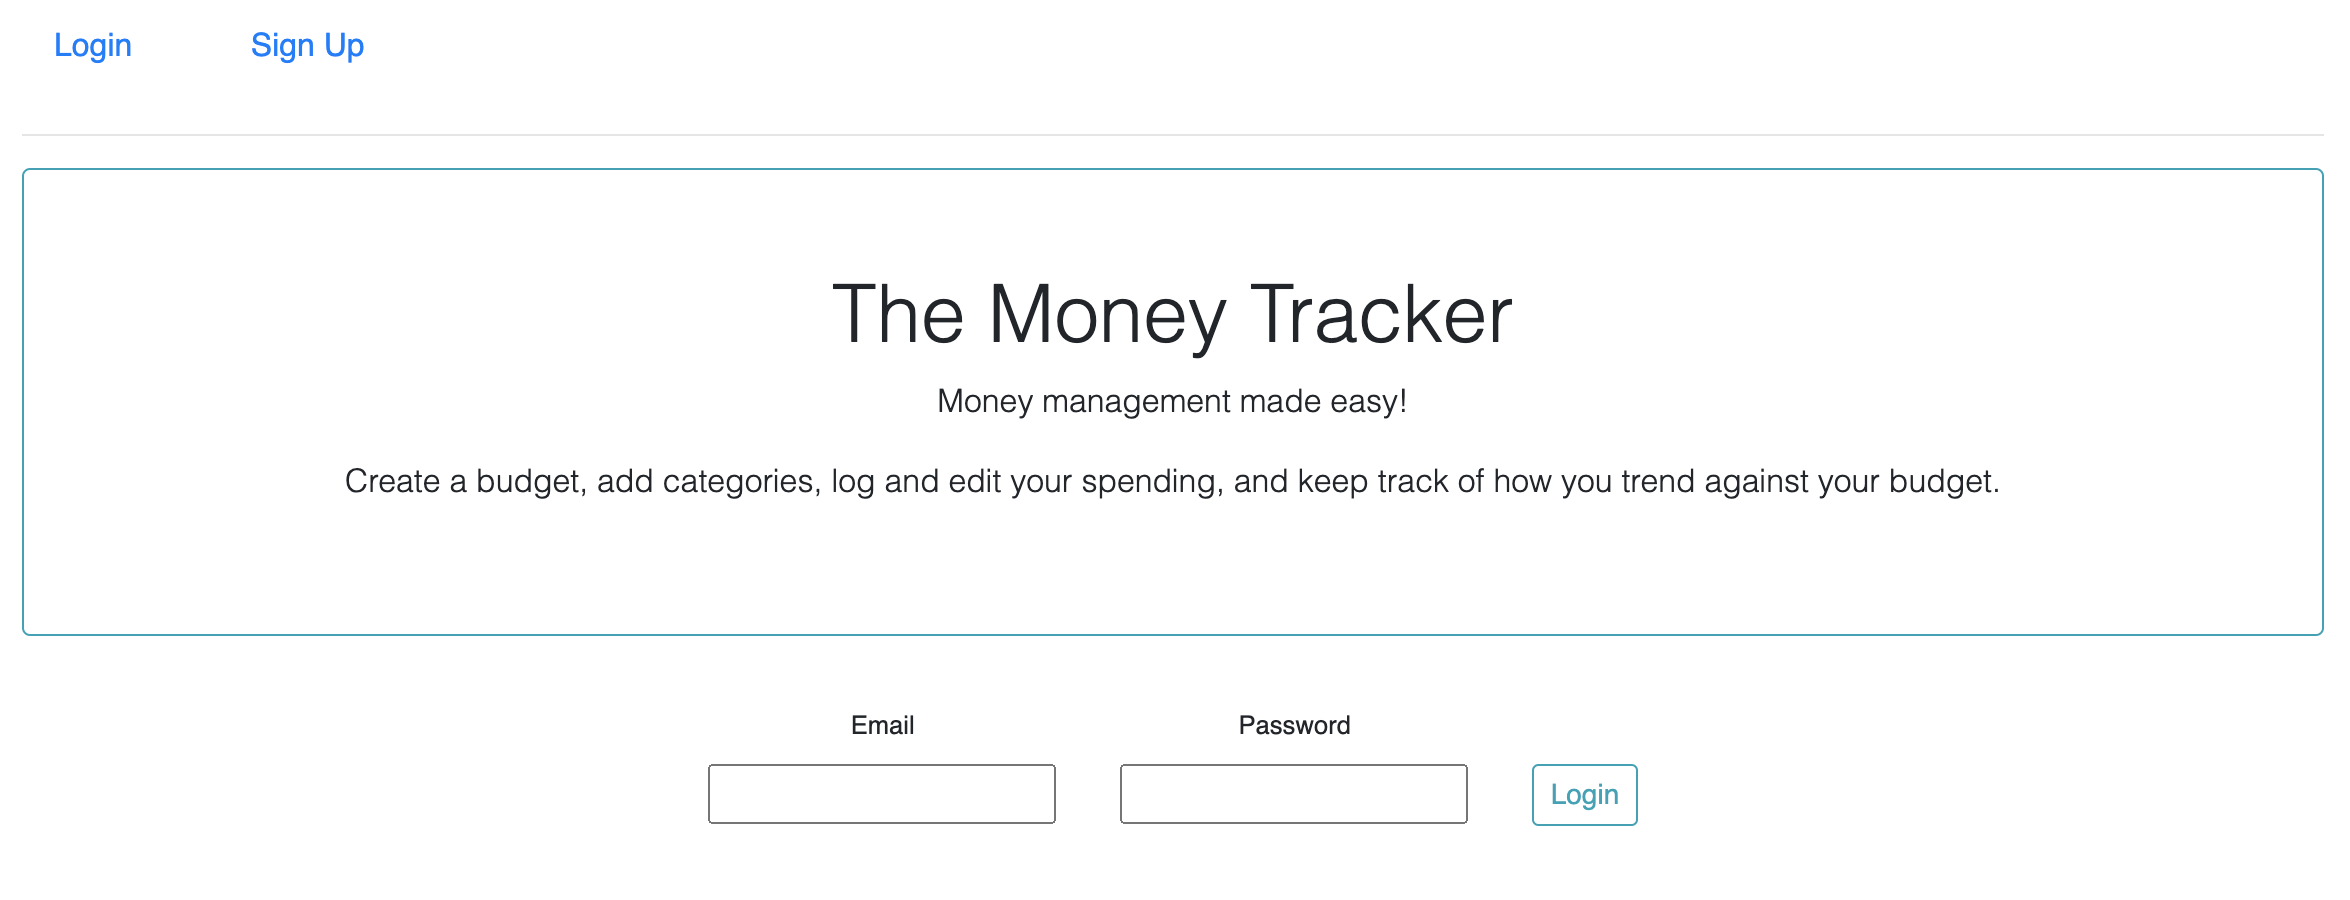 Login Sign Up
The Money Tracker
Money management made easy!
Create a budget, add categories, log and edit your spending, and keep track of how you trend against your budget.
Email Password
Login